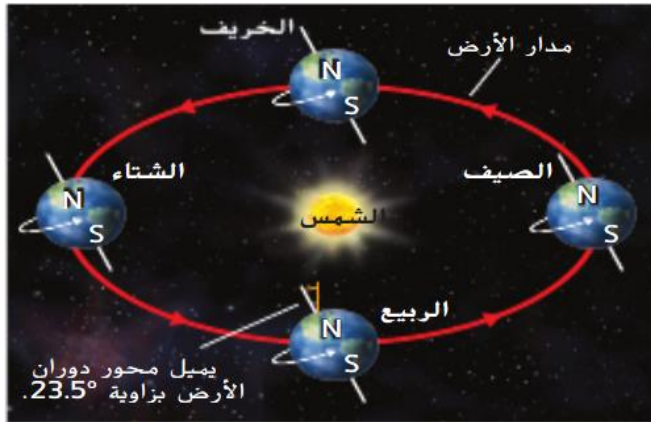 الخريف
مدار الأرض
N
S
الشتاء
الصيف
N
S
الشمس
N
S
الربيع
N
S
يميل محور دوران
الأرض بزاوية 23.5°.